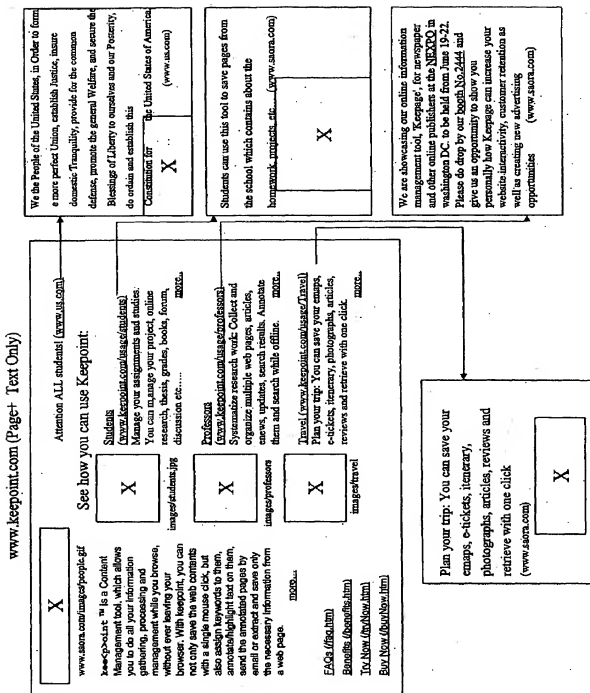 www.keepoint.com (Page+ Text Only)
X
www.saora.com/images/people.gif
Attention ALL students! (www.us.com)
See how you can use Keepoint:
kee<p>oint ™ is a Content
Management tool, which allows
you to do all your information
gathering, processing and
management while you browse,
without ever leaving your
browser. With keepoint, you can
not only save the web contents
with a single mouse click, but
also assign keywords to them,
annotate/highlight text on them,
send the annotated pages by
email or extract and save only
the necessary information from
a web page.
more...
FAQs (/faq.htm)
Benefits (/benefits.htm)
Try Now (/tryNow.htm)
Buy Now (/buyNow.htm)
X
images/students.jpg
Students
(www.keepoint.com/usage/students)
Manage your assignments and studies:
You can manage your project, online
research, thesis, grades, books, forum,
discussion etc......
more...
X
images/professors
Professors
(www.keepoint.com/usage/professors)
Systematize research work: Collect and
organize multiple web pages, articles,
enews, updates, search results. Annotate
them and search while offline.
more...
X
images/travel
Travel (www.keepoint.com/usage/Travel)
Plan your trip: You can save your emaps,
e-tickets, itenerary, photographs, articles,
reviews and retrieve with one click
more...
We the People of the United States, in Order to form
a more perfect Union, establish Justice, insure
domestic Tranquility, provide for the common
defense, promote the general Welfare, and secure the
Blessings of Liberty to ourselves and our Posterity,
do ordain and establish this
Constitution for the United States of America
X
(www.us.com)
Students can use this tool to save pages from
the school which contains about the
homework, projects, etc (www.saora.com)
X
We are showcasing our online information
management tool, 'Keepage', for newspaper
and other online publishers at the NEXPO in
washington DC. to be held from June 19-22.
Please do drop by our booth No.2444 and
give us an opportunity to show you
personally how Keepage can increase your
website interactivity, customer retention as
well as creating new advertising
opportunities (www.saora.com)
Plan your trip: You can save your
emaps, e-tickets, itenerary,
photographs, articles, reviews and
retrieve with one click
(www.saora.com)
X